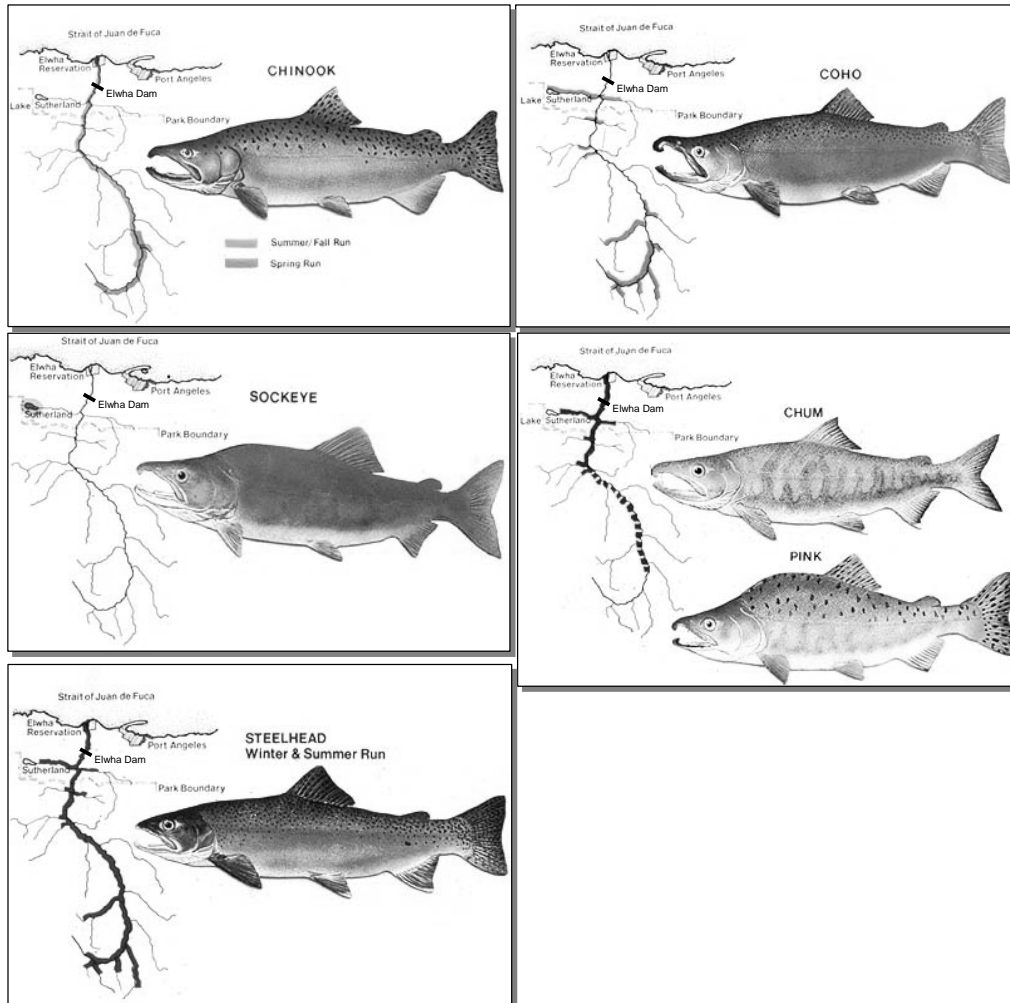 Strait of Juan de Fuca
Elwha
Reservation
Port Angeles
CHINOOK
Elwha Dam
Lake Sutherland
Park Boundary
Summer/Fall Run
Spring Run
Strait of Juan de Fuca
Elwha
Reservation
Port Angeles
COHO
Elwha Dam
Lake Sutherland
Park Boundary
Strait of Juan de Fuca
Elwha
Reservation
Port Angeles
SOCKEYE
Elwha Dam
Sutherland
Park Boundary
Strait of Juan de Fuca
Elwha
Reservation
Port Angeles
CHUM
Elwha Dam
Lake Sutherland
Park Boundary
PINK
Strait of Juan de Fuca
Elwha
Reservation
Port Angeles
STEELHEAD
Winter & Summer Run
Elwha Dam
Sutherland
Park Boundary